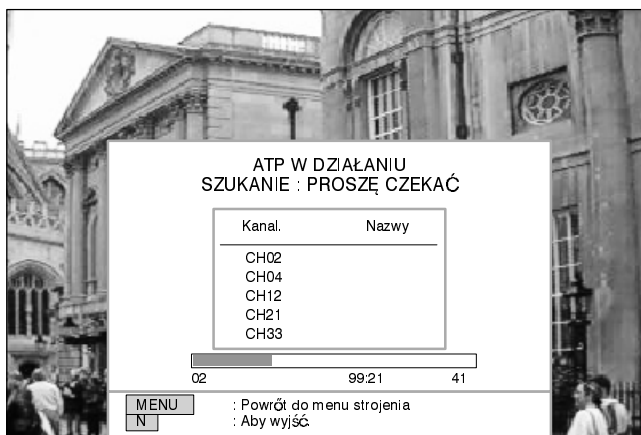 ATP W DZIAŁANIU
SZUKANIE : PROSZĘ CZEKAĆ
Kanal. Nazwy
CH02
CH04
CH12
CH21
CH33
02 99:21 41
MENU : Powrót do menu strojenia
N : Aby wyjść.